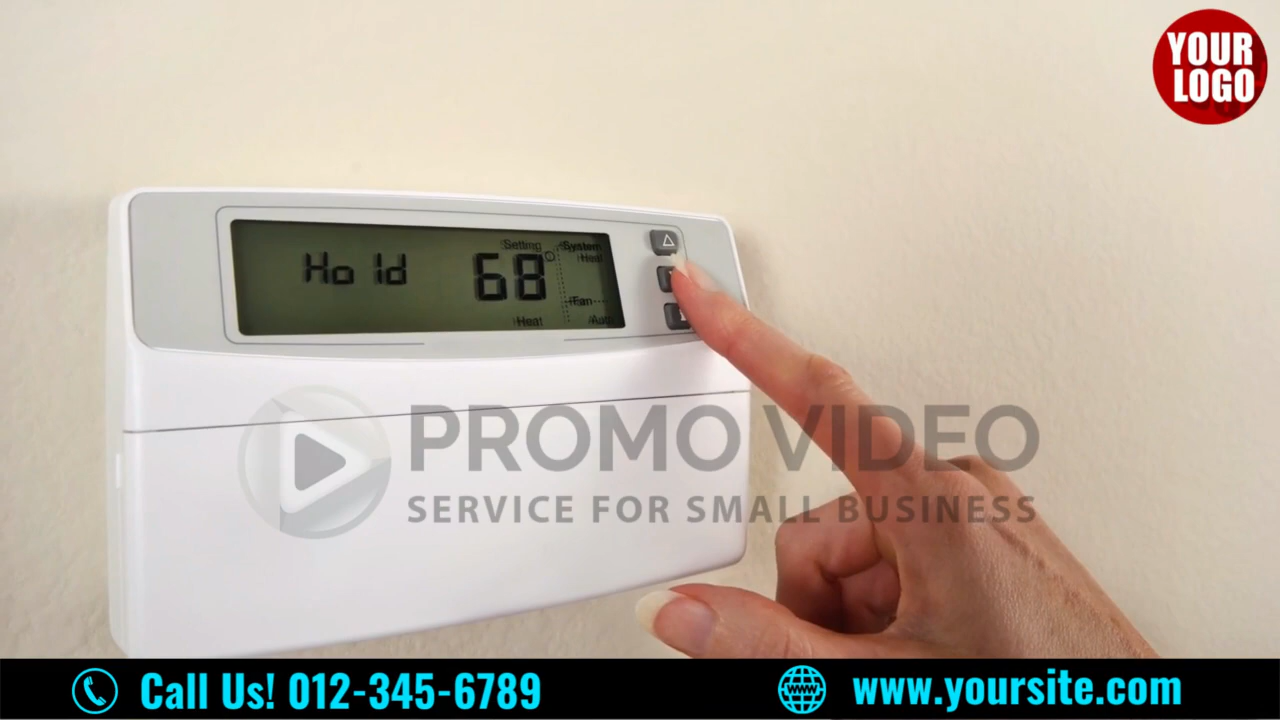 YOUR
LOGO
Setting
System
Heat
Hold
68
Fan
Heat
Auto
PROMO VIDEO
SERVICE FOR SMALL BUSINESS
Call Us! 012-345-6789
www
www.yoursite.com